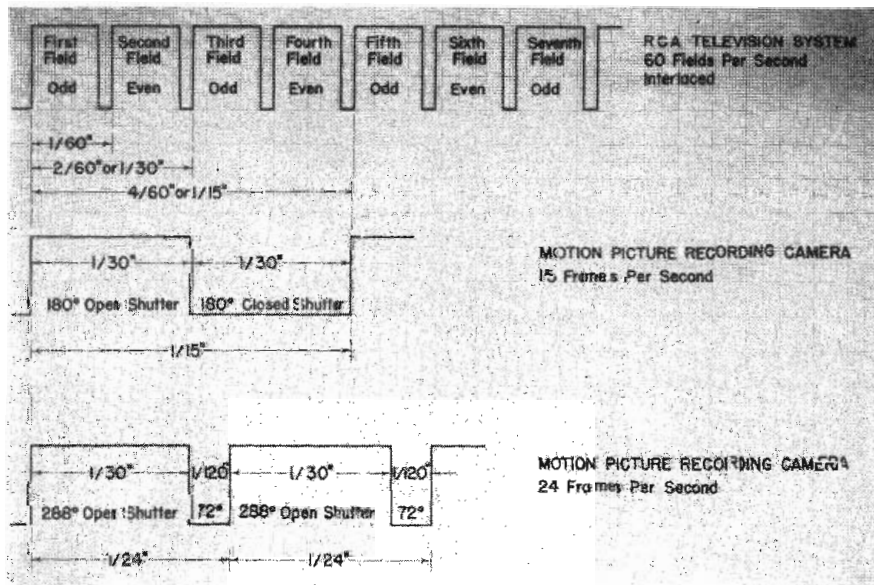 First Field Odd
Second Field Even
Third Field Odd
Fourth Field Even
Fifth Field Odd
Sixth Field Even
Seventh Field Odd
RCA TELEVISION SYSTEM
60 Fields Per Second
Interlaced
1/60"
2/60" or 1/30"
4/60" or 1/15"
1/30" 1/30"
180° Open Shutter 180° Closed Shutter
1/15"
MOTION PICTURE RECORDING CAMERA
15 Frames Per Second
1/30" 1/120" 1/30" 1/120"
288° Open Shutter 72° 288° Open Shutter 72°
1/24" 1/24"
MOTION PICTURE RECORDING CAMERA
24 Frames Per Second